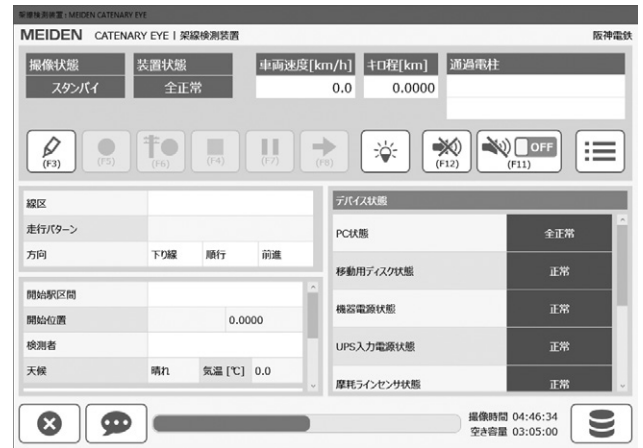 架線検測装置 : MEIDEN CATENARY EYE
MEIDEN CATENARY EYE | 架線検測装置 阪神電鉄
撮像状態 装置状態 車両速度[km/h] キロ程[km] 通過電柱
スタンバイ 全正常 0.0 0.0000
(F3) (F5) (F6) (F4) (F7) (F8) (F12) OFF (F11)
線区
走行パターン
方向 下り線 順行 前進
開始駅区間
開始位置 0.0000
検測者
天候 晴れ 気温 [℃] 0.0
デバイス状態
PC状態 全正常
移動用ディスク状態 正常
機器電源状態 正常
UPS入力電源状態 正常
摩耗ラインセンサ状態 正常
撮像時間 04:46:34
空き容量 03:05:00